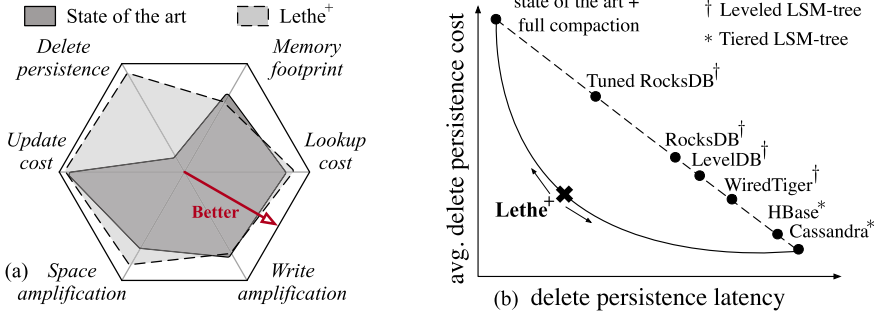 State of the art
Lethe+
Delete
persistence
Memory
footprint
Update
cost
Lookup
cost
Better
Space
amplification
Write
amplification
(a)
state of the art +
full compaction
† Leveled LSM-tree
* Tiered LSM-tree
Tuned RocksDB†
RocksDB†
LevelDB†
WiredTiger†
HBase*
Cassandra*
Lethe+
avg. delete persistence cost
(b) delete persistence latency